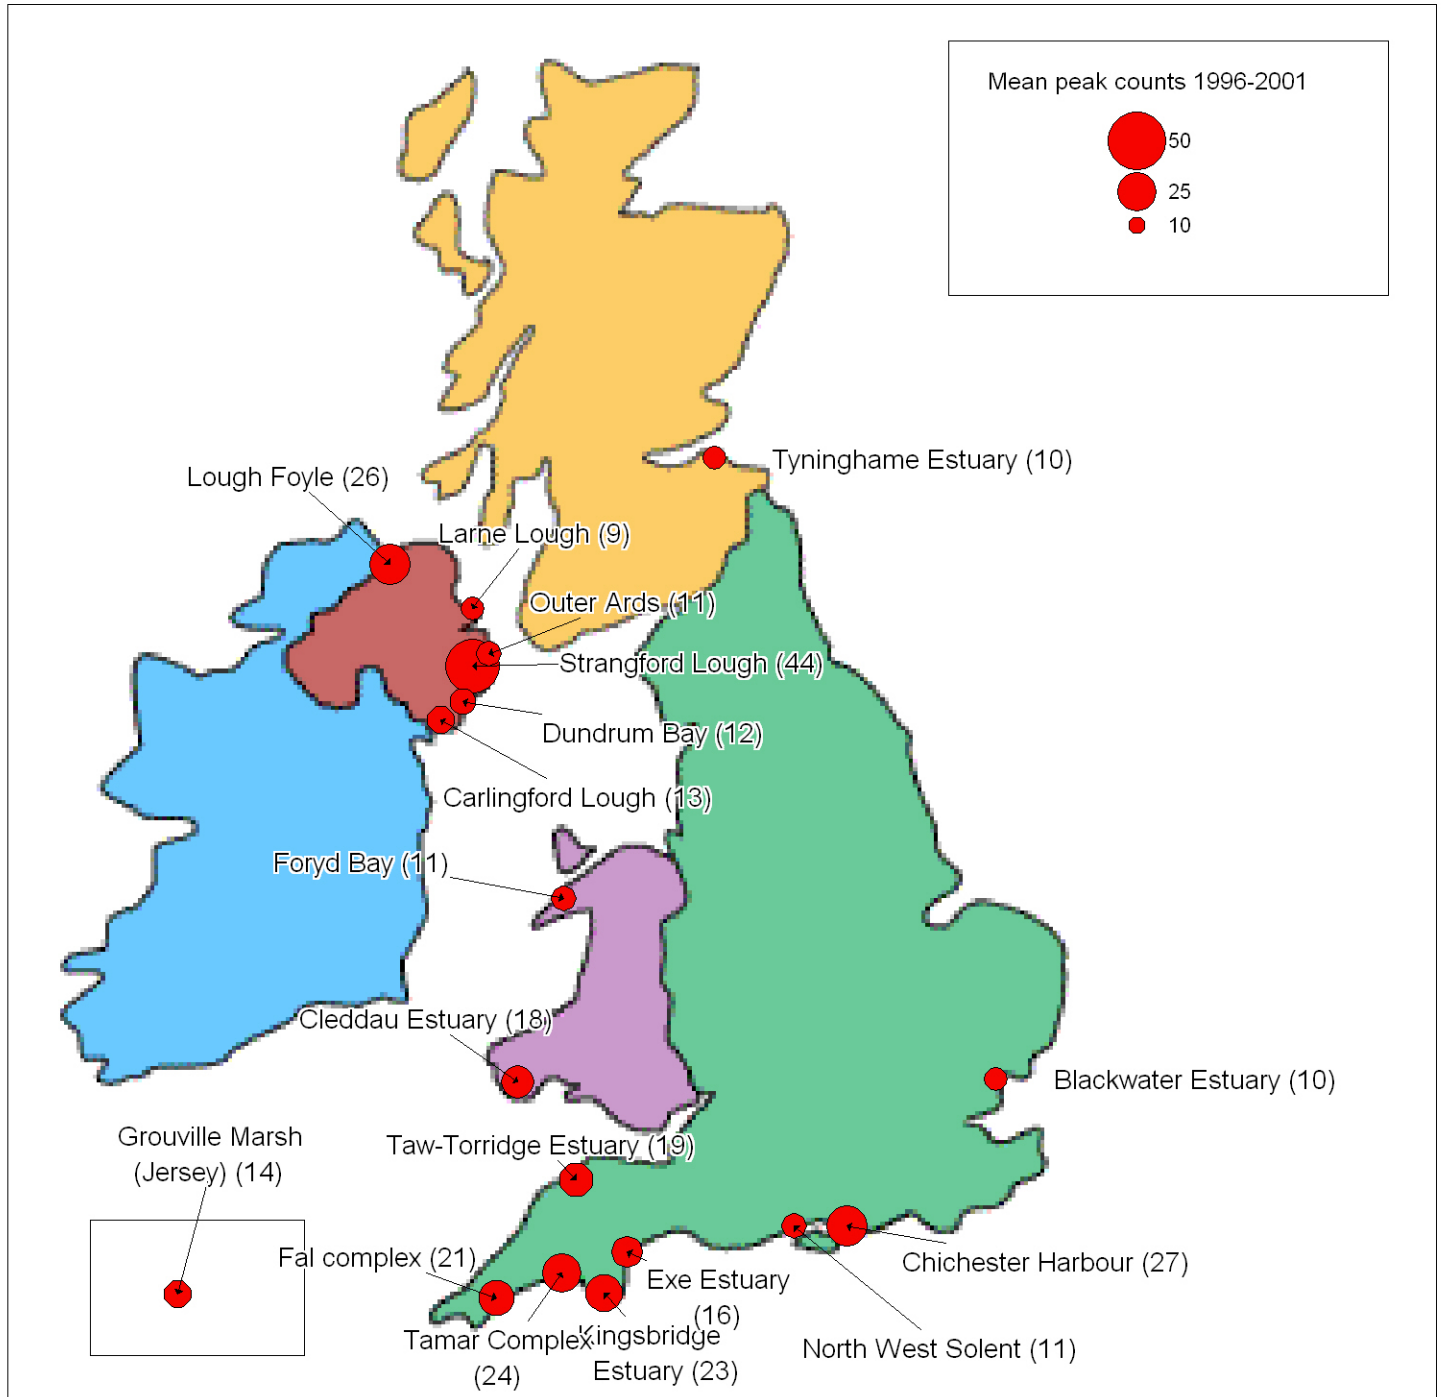 Mean peak counts 1996-2001
50
25
10
Tyninghame Estuary (10)
Lough Foyle (26)
Larne Lough (9)
Outer Ards (11)
Strangford Lough (44)
Dundrum Bay (12)
Carlingford Lough (13)
Foryd Bay (11)
Cleddau Estuary (18)
Blackwater Estuary (10)
Grouville Marsh
(Jersey) (14)
Taw-Torridge Estuary (19)
Fal complex (21)
Exe Estuary
(16)
Chichester Harbour (27)
Tamar Complex
(24)
Kingsbridge
Estuary (23)
North West Solent (11)